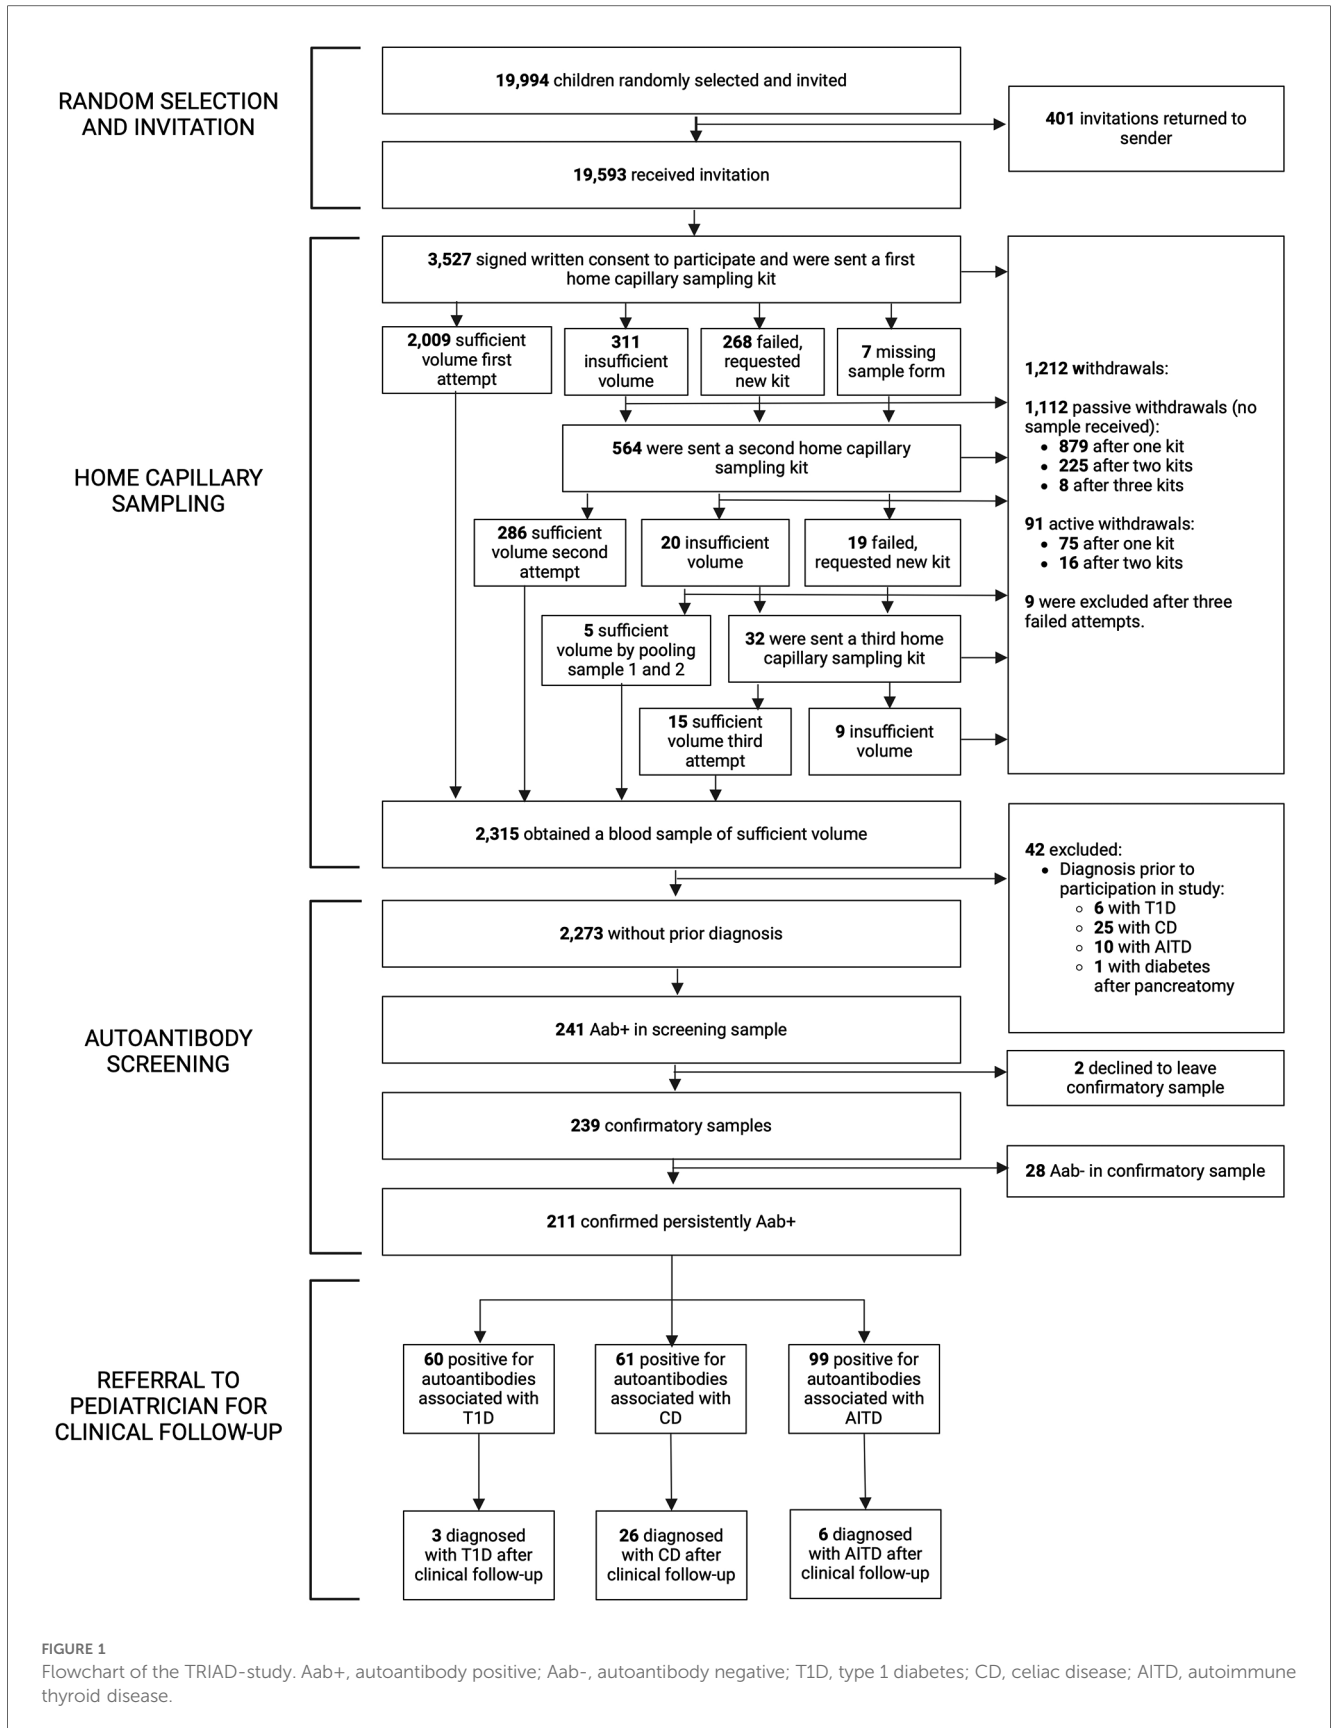 RANDOM SELECTION
AND INVITATION
19,994 children randomly selected and invited
401 invitations returned to
sender
19,593 received invitation
HOME CAPILLARY
SAMPLING
3,527 signed written consent to participate and were sent a first
home capillary sampling kit
2,009 sufficient
volume first
attempt
311
insufficient
volume
268 failed,
requested
new kit
7 missing
sample form
564 were sent a second home capillary
sampling kit
286 sufficient
volume second
attempt
20 insufficient
volume
19 failed,
requested new kit
5 sufficient
volume by pooling
sample 1 and 2
32 were sent a third home
capillary sampling kit
15 sufficient
volume third
attempt
9 insufficient
volume
1,212 withdrawals:
1,112 passive withdrawals (no
sample received):
• 879 after one kit
• 225 after two kits
• 8 after three kits
91 active withdrawals:
• 75 after one kit
• 16 after two kits
9 were excluded after three
failed attempts.
2,315 obtained a blood sample of sufficient volume
42 excluded:
• Diagnosis prior to
participation in study:
○ 6 with T1D
○ 25 with CD
○ 10 with AITD
○ 1 with diabetes
after pancreatomy
AUTOANTIBODY
SCREENING
2,273 without prior diagnosis
241 Aab+ in screening sample
2 declined to leave
confirmatory sample
239 confirmatory samples
28 Aab- in confirmatory sample
211 confirmed persistently Aab+
REFERRAL TO
PEDIATRICIAN FOR
CLINICAL FOLLOW-UP
60 positive for
autoantibodies
associated with
T1D
61 positive for
autoantibodies
associated with
CD
99 positive for
autoantibodies
associated with
AITD
3 diagnosed
with T1D after
clinical follow-up
26 diagnosed
with CD after
clinical follow-up
6 diagnosed
with AITD after
clinical follow-up
FIGURE 1
Flowchart of the TRIAD-study. Aab+, autoantibody positive; Aab-, autoantibody negative; T1D, type 1 diabetes; CD, celiac disease; AITD, autoimmune
thyroid disease.